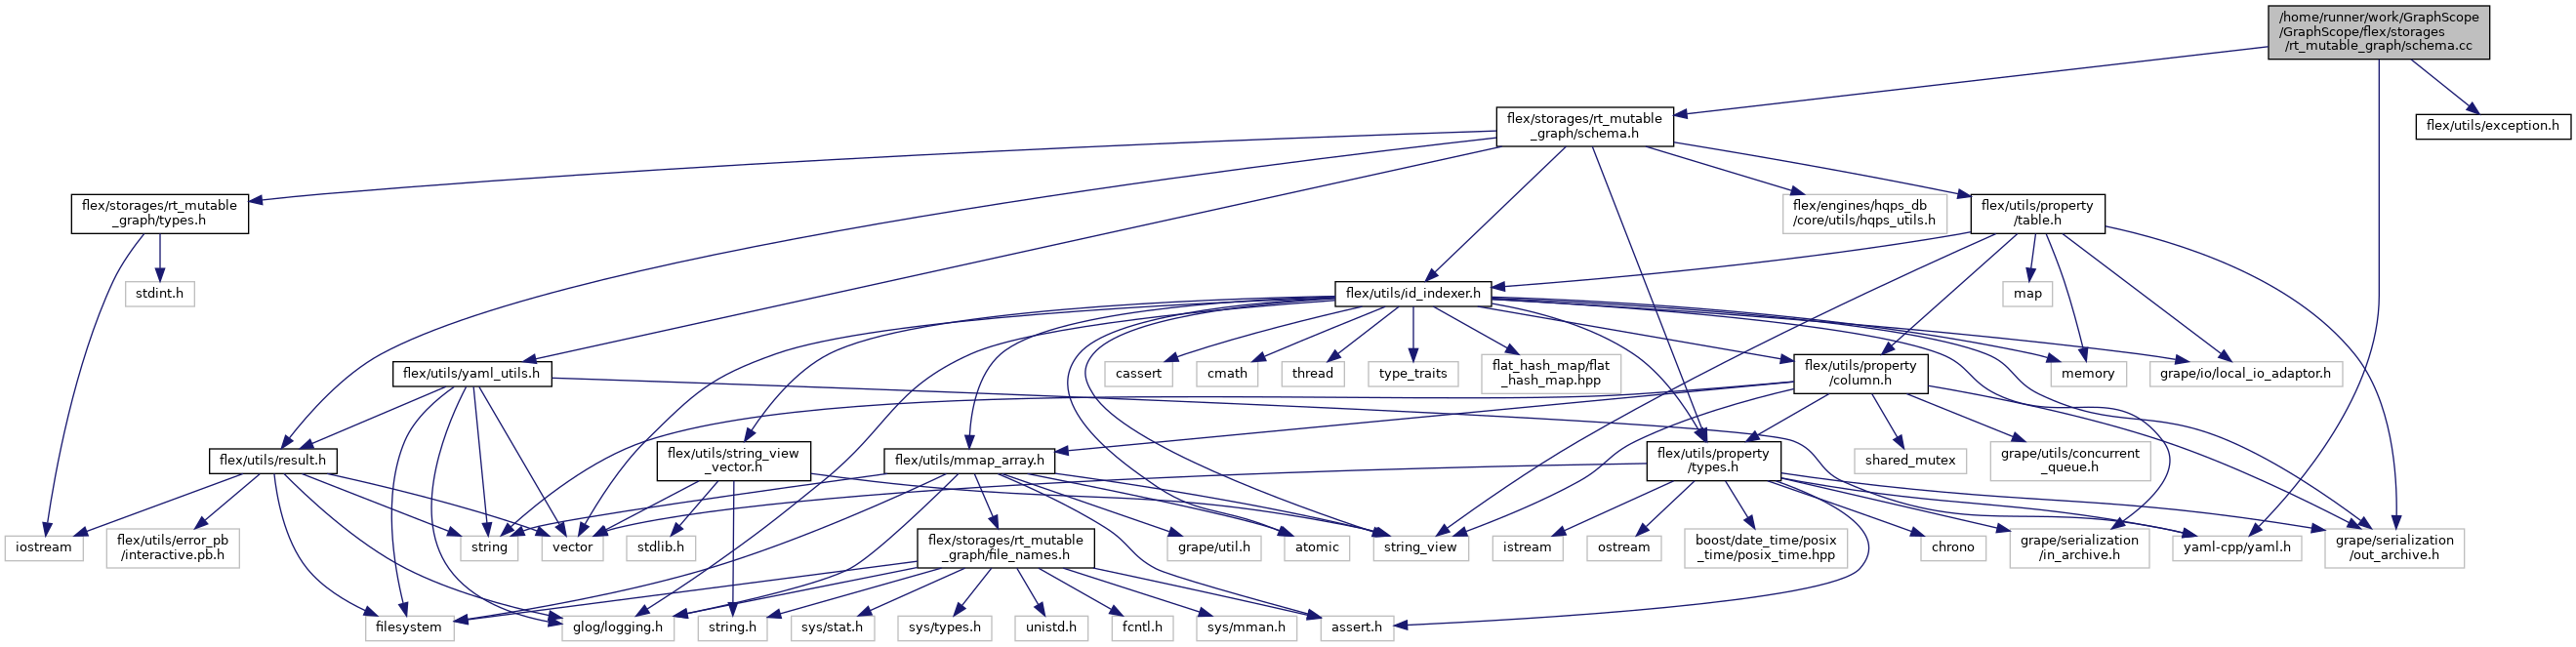 /home/runner/work/GraphScope
/GraphScope/flex/storages
/rt_mutable_graph/schema.cc
flex/storages/rt_mutable
_graph/schema.h
flex/utils/exception.h
flex/storages/rt_mutable
_graph/types.h
flex/engines/hqps_db
/core/utils/hqps_utils.h
flex/utils/property
/table.h
stdint.h
flex/utils/id_indexer.h
map
flex/utils/yaml_utils.h
cassert
cmath
thread
type_traits
flat_hash_map/flat
_hash_map.hpp
flex/utils/property
/column.h
memory
grape/io/local_io_adaptor.h
flex/utils/result.h
flex/utils/string_view
_vector.h
flex/utils/mmap_array.h
flex/utils/property
/types.h
shared_mutex
grape/utils/concurrent
_queue.h
iostream
flex/utils/error_pb
/interactive.pb.h
string
vector
stdlib.h
flex/storages/rt_mutable
_graph/file_names.h
grape/util.h
atomic
string_view
istream
ostream
boost/date_time/posix
_time/posix_time.hpp
chrono
grape/serialization
/in_archive.h
yaml-cpp/yaml.h
grape/serialization
/out_archive.h
filesystem
glog/logging.h
string.h
sys/stat.h
sys/types.h
unistd.h
fcntl.h
sys/mman.h
assert.h